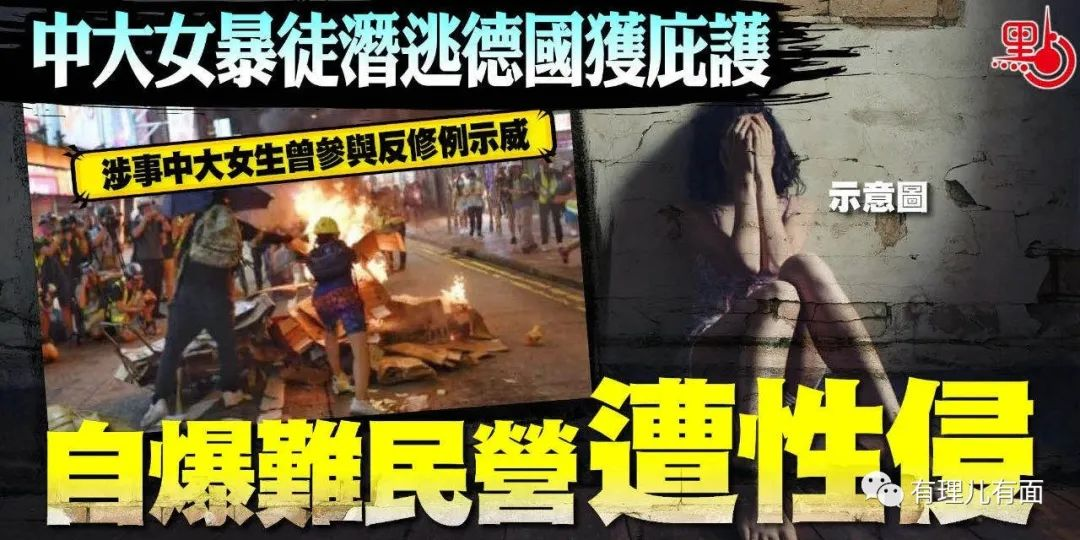 中大女暴徒潛逃德國獲庇護
點
涉事中大女生曾參與反修例示威
示意圖
自爆難民營遭性侵
有理儿有面